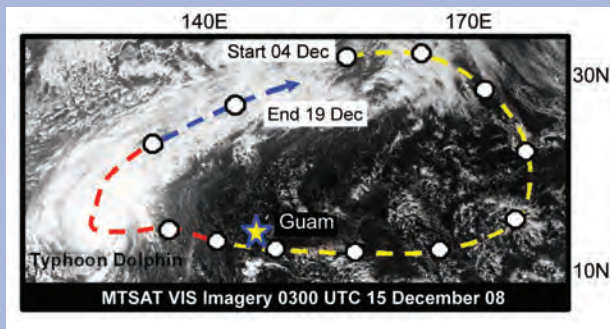 140E 170E
Start 04 Dec
30N
End 19 Dec
Guam
Typhoon Dolphin
10N
MTSAT VIS Imagery 0300 UTC 15 December 08